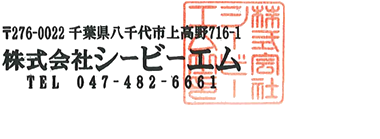 〒276-0022 千葉県八千代市上高野716-1
株式会社シービーエム
TEL 047-482-6661
株式会社
シービー
エム